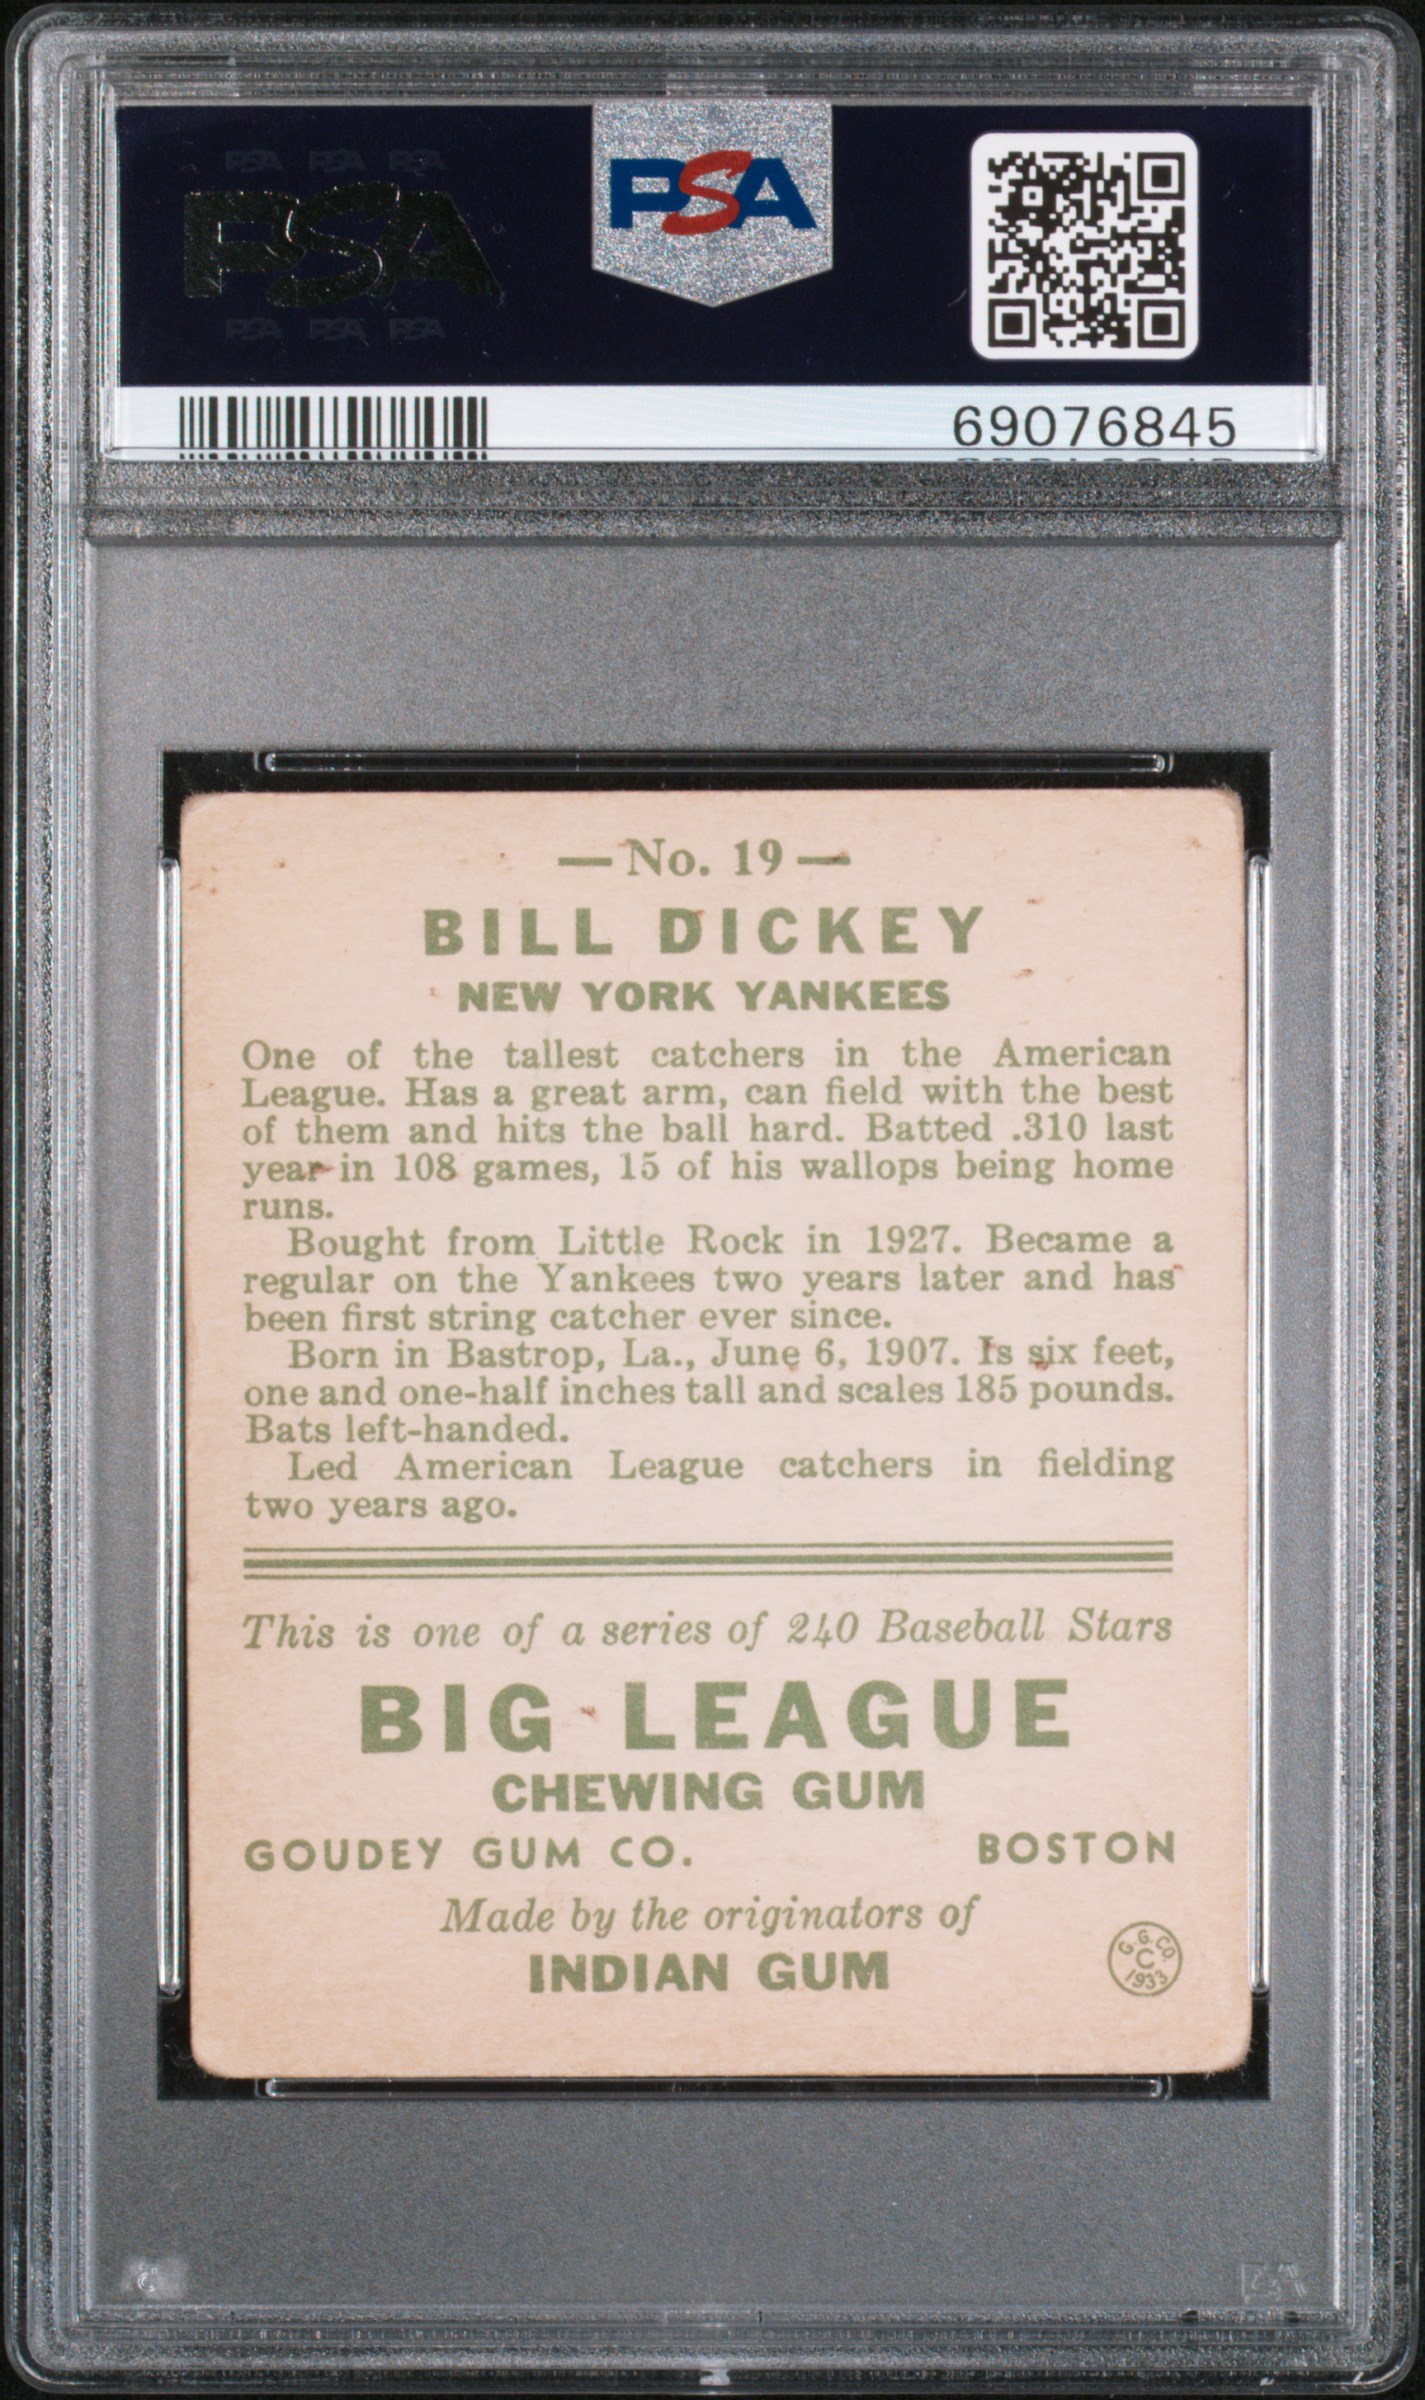 PSA PSA PSA
PSA
PSA PSA PSA
PSA
69076845
— No. 19 —
BILL DICKEY
NEW YORK YANKEES
One of the tallest catchers in the American
League. Has a great arm, can field with the best
of them and hits the ball hard. Batted .310 last
year in 108 games, 15 of his wallops being home
runs.
Bought from Little Rock in 1927. Became a
regular on the Yankees two years later and has
been first string catcher ever since.
Born in Bastrop, La., June 6, 1907. Is six feet,
one and one-half inches tall and scales 185 pounds.
Bats left-handed.
Led American League catchers in fielding
two years ago.
This is one of a series of 240 Baseball Stars
BIG LEAGUE
CHEWING GUM
GOUDEY GUM CO. BOSTON
Made by the originators of
INDIAN GUM
G. G. CO.
C
1933